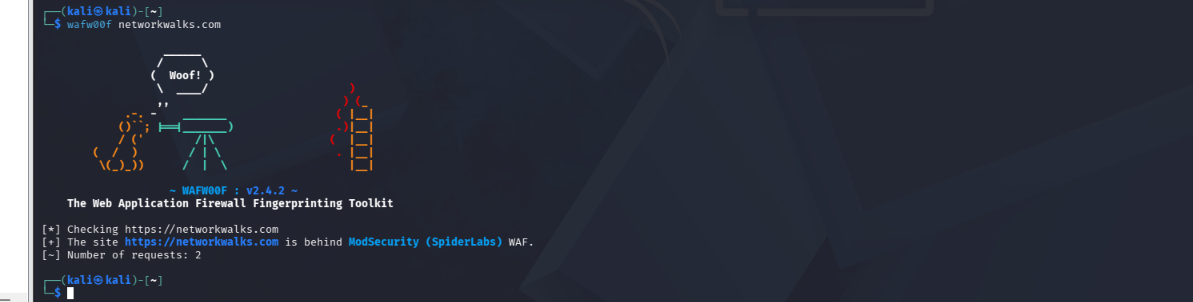 (kali㉿kali)-[~]
$ wafw00f networkwalks.com
Woof!
~ WAFW00F : v2.4.2 ~
The Web Application Firewall Fingerprinting Toolkit
[*] Checking https://networkwalks.com
[+] The site https://networkwalks.com is behind ModSecurity (SpiderLabs) WAF.
[~] Number of requests: 2
(kali㉿kali)-[~]
$